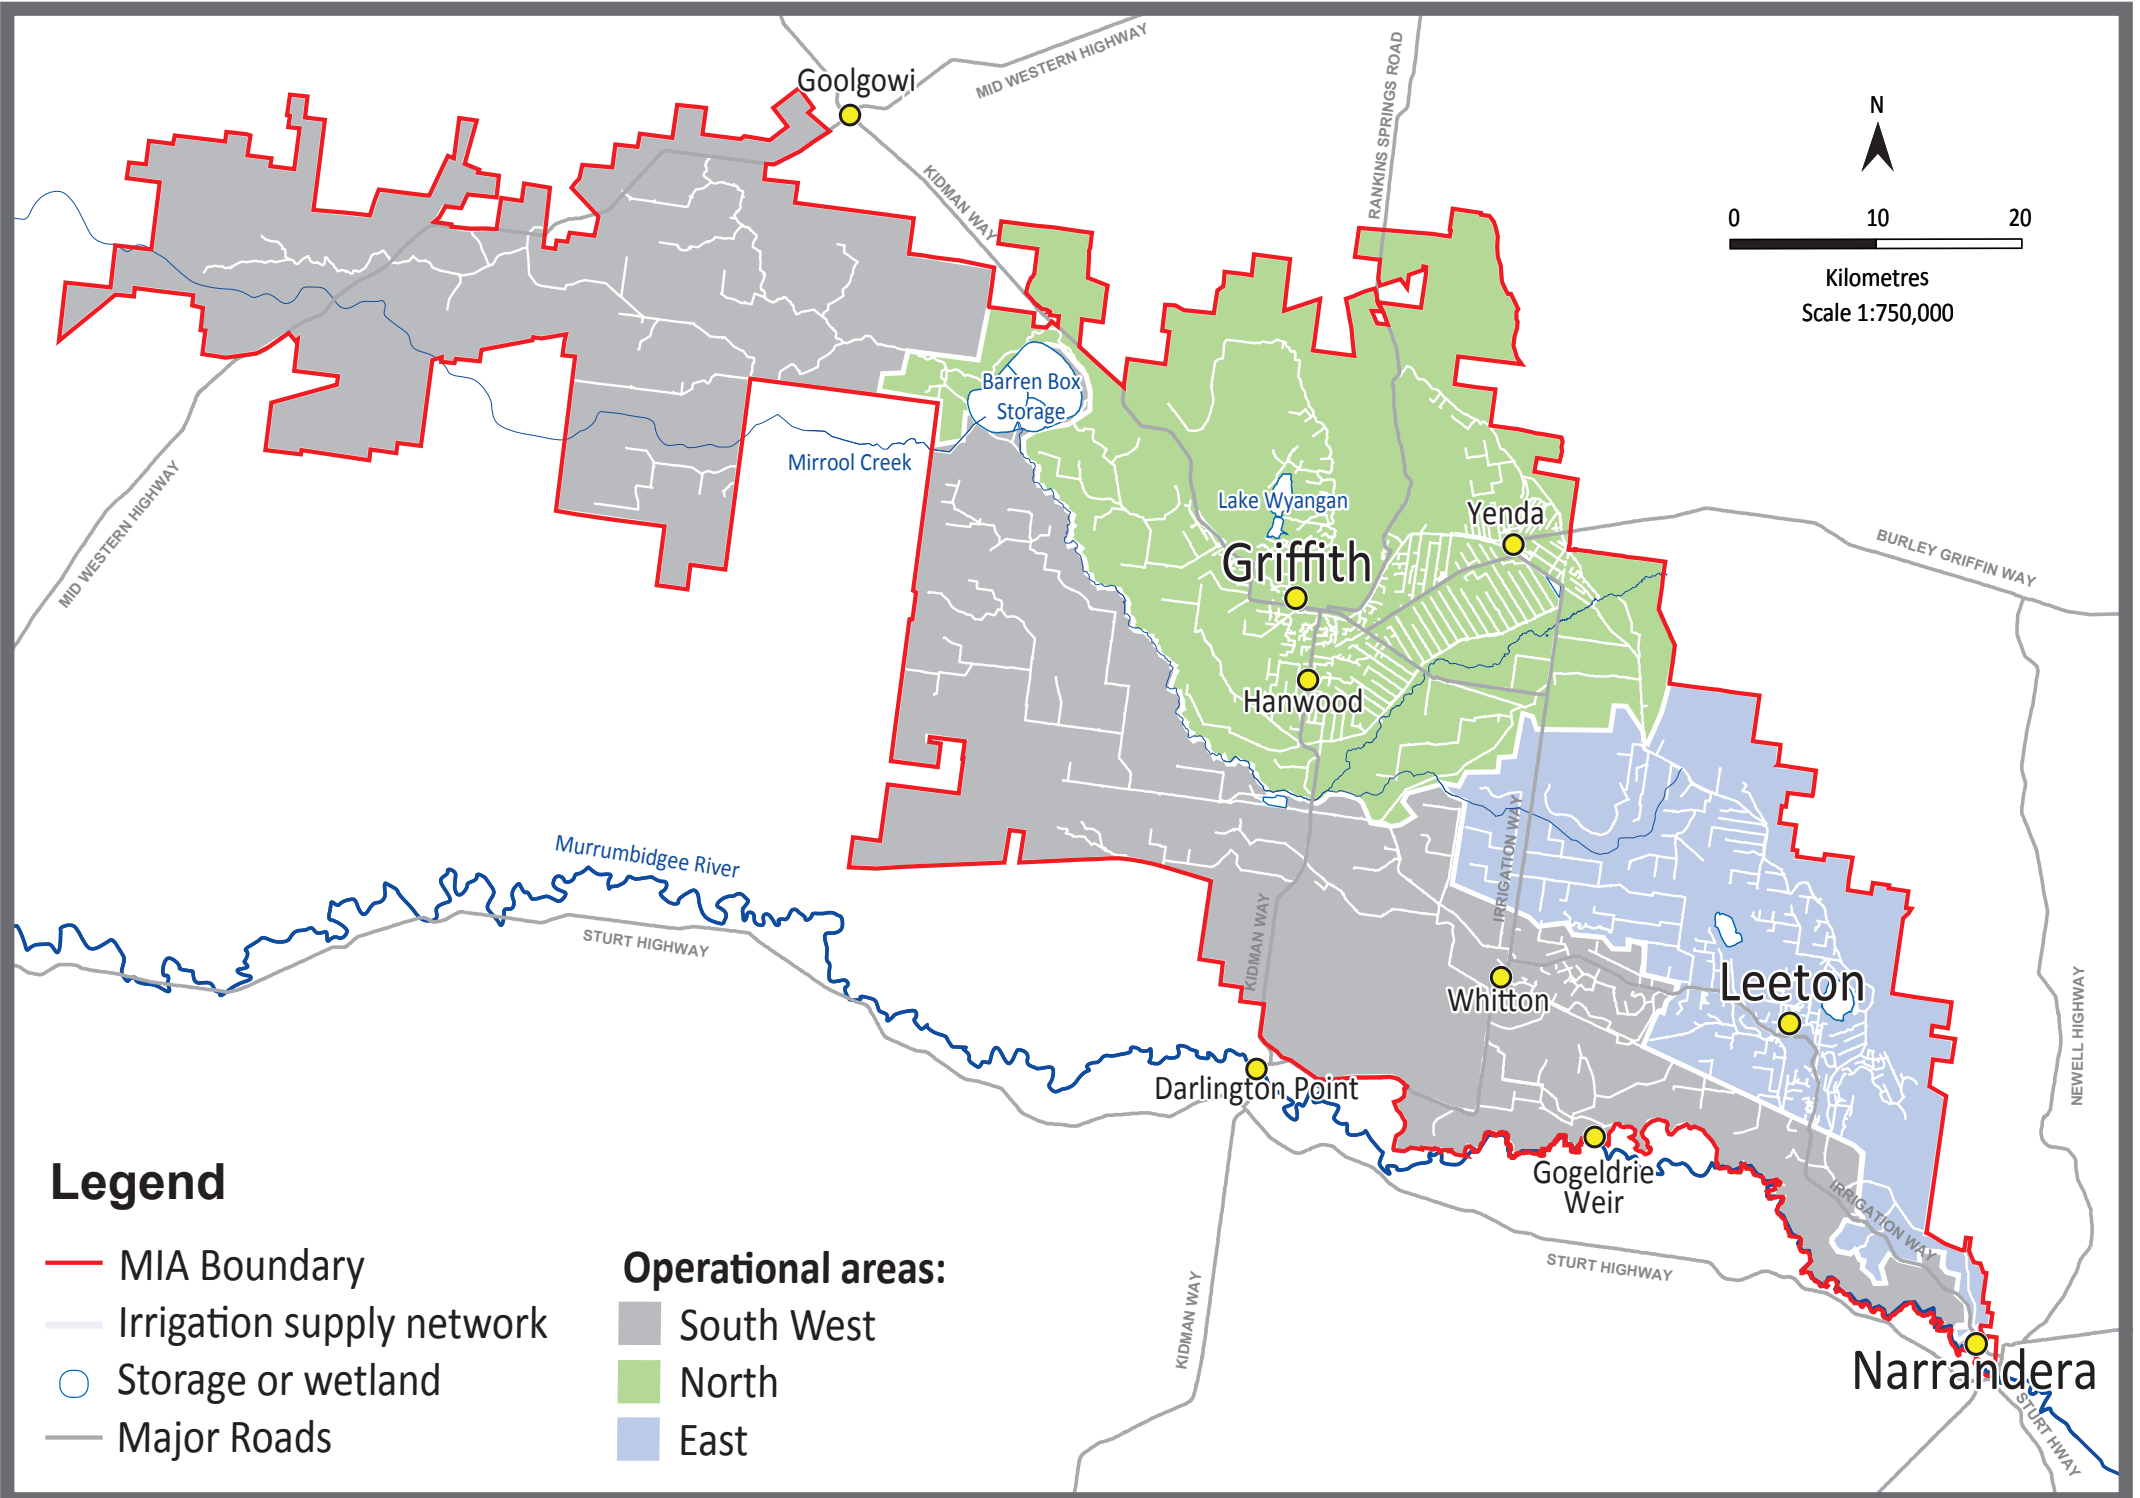 Goolgowi
MID WESTERN HIGHWAY
RANKINS SPRINGS ROAD
N
KIDMAN WAY
0 10 20
Kilometres
Scale 1:750,000
Barren Box
Storage
Mirrool Creek
MID WESTERN HIGHWAY
Lake Wyangan
Yenda
Griffith
BURLEY GRIFFIN WAY
Hanwood
IRRIGATION WAY
Murrumbidgee River
STURT HIGHWAY
KIDMAN WAY
Whitton
Leeton
NEWELL HIGHWAY
Darlington Point
Gogeldrie
Weir
IRRIGATION WAY
STURT HIGHWAY
KIDMAN WAY
Narrandera
STURT HWAY
Legend
MIA Boundary
Irrigation supply network
Storage or wetland
Major Roads
Operational areas:
South West
North
East